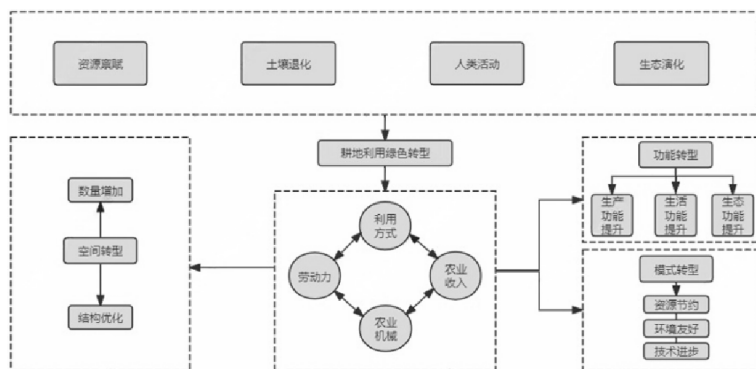 资源禀赋
土壤退化
人类活动
生态演化
耕地利用绿色转型
数量增加
空间转型
结构优化
利用
方式
劳动力
农业
收入
农业
机械
功能转型
生产
功能
提升
生活
功能
提升
生态
功能
提升
模式转型
资源节约
环境友好
技术进步